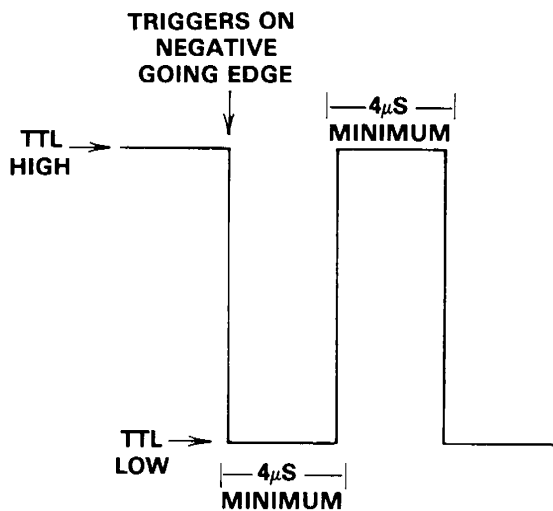 TRIGGERS ON
NEGATIVE
GOING EDGE
4μS
MINIMUM
TTL
HIGH
TTL
LOW
4μS
MINIMUM